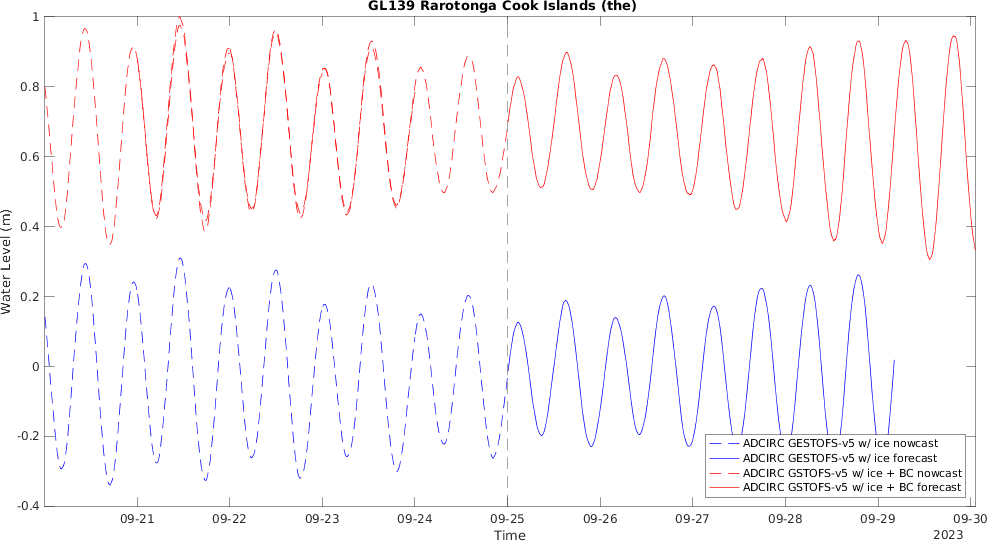 GL139 Rarotonga Cook Islands (the)
Water Level (m)
1
0.8
0.6
0.4
0.2
0
-0.2
-0.4
ADCIRC GESTOFS-v5 w/ ice nowcast
ADCIRC GESTOFS-v5 w/ ice forecast
ADCIRC GSTOFS-v5 w/ ice + BC nowcast
ADCIRC GSTOFS-v5 w/ ice + BC forecast
09-21 09-22 09-23 09-24 09-25 09-26 09-27 09-28 09-29 09-30
Time
2023